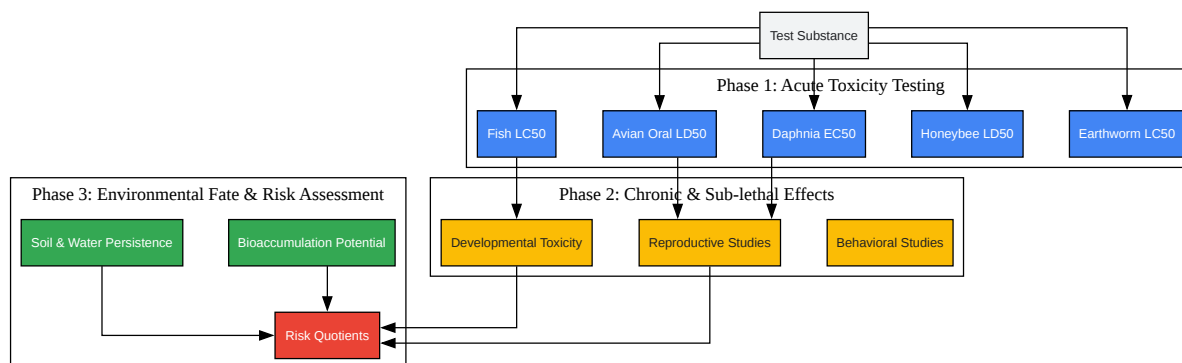 Test Substance
Phase 1: Acute Toxicity Testing
Fish LC50
Avian Oral LD50
Daphnia EC50
Honeybee LD50
Earthworm LC50
Phase 3: Environmental Fate & Risk Assessment
Phase 2: Chronic & Sub-lethal Effects
Soil & Water Persistence
Bioaccumulation Potential
Developmental Toxicity
Reproductive Studies
Behavioral Studies
Risk Quotients